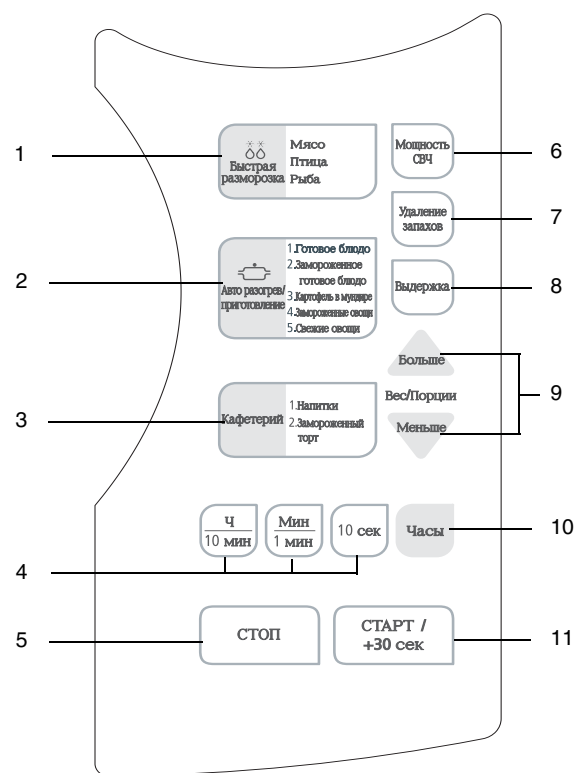 1
Быстрая
разморозка
Мясо
Птица
Рыба
Мощность
СВЧ
6
Удаление
запахов
7
2
Авто разогрев/
приготовление
1.Готовое блюдо
2.Замороженное
готовое блюдо
3.Картофель в мундире
4.Замороженные овощи
5.Свежие овощи
Выдержка
8
Больше
Вес/Порции
Меньше
9
3
Кафетерий
1.Напитки
2.Замороженный
торт
4
Ч
10 мин
Мин
1 мин
10 сек
Часы
10
5
СТОП
СТАРТ /
+30 сек
11